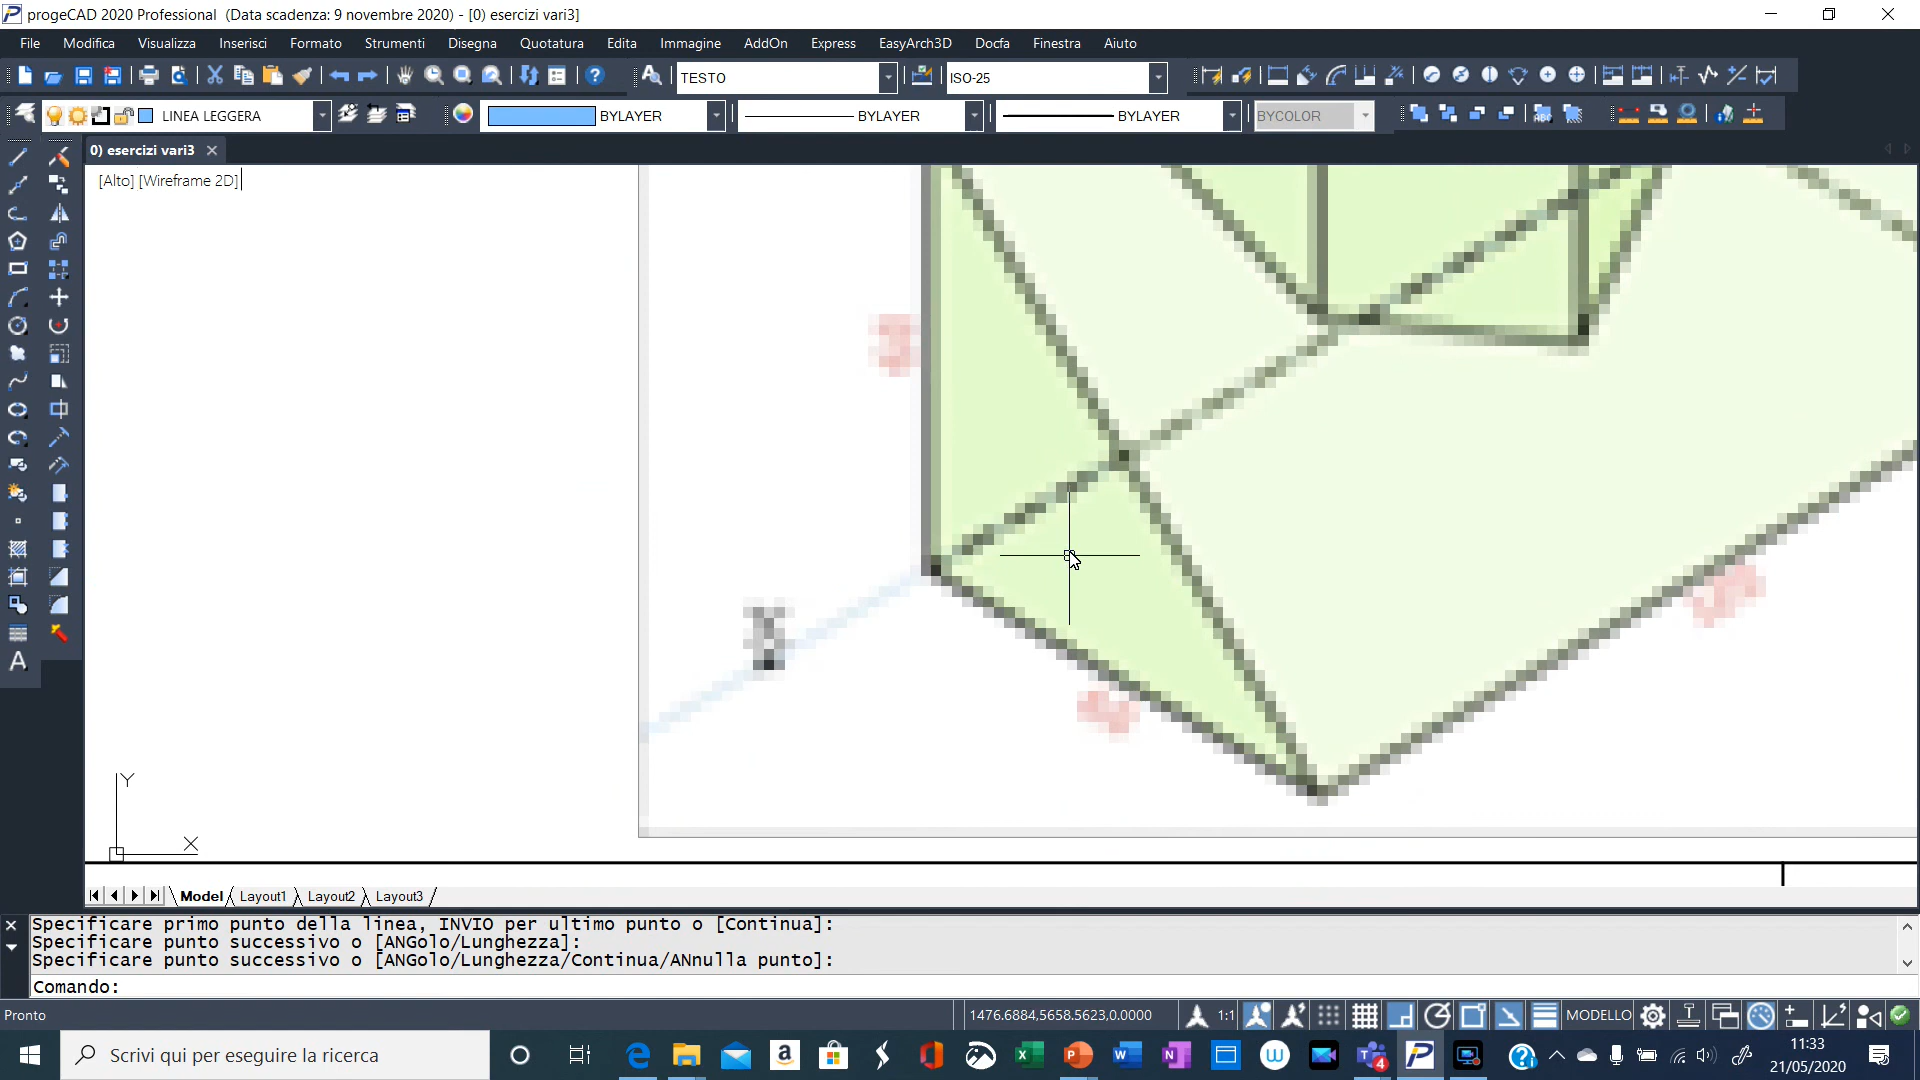 progeCAD 2020 Professional (Data scadenza: 9 novembre 2020) - [0) esercizi vari3]
File Modifica Visualizza Inserisci Formato Strumenti Disegna Quotatura Edita Immagine AddOn Express EasyArch3D Docfa Finestra Aiuto
TESTO ISO-25
LINEA LEGGERA BYLAYER BYLAYER BYLAYER BYCOLOR
0) esercizi vari3
[Alto] [Wireframe 2D]
Y
X
Model Layout1 Layout2 Layout3
Specificare primo punto della linea, INVIO per ultimo punto o [Continua]:
Specificare punto successivo o [ANGolo/Lunghezza]:
Specificare punto successivo o [ANGolo/Lunghezza/Continua/ANnulla punto]:
Comando:
Pronto 1476.6884,5658.5623,0.0000 1:1 MODELLO
Scrivi qui per eseguire la ricerca
11:33
21/05/2020